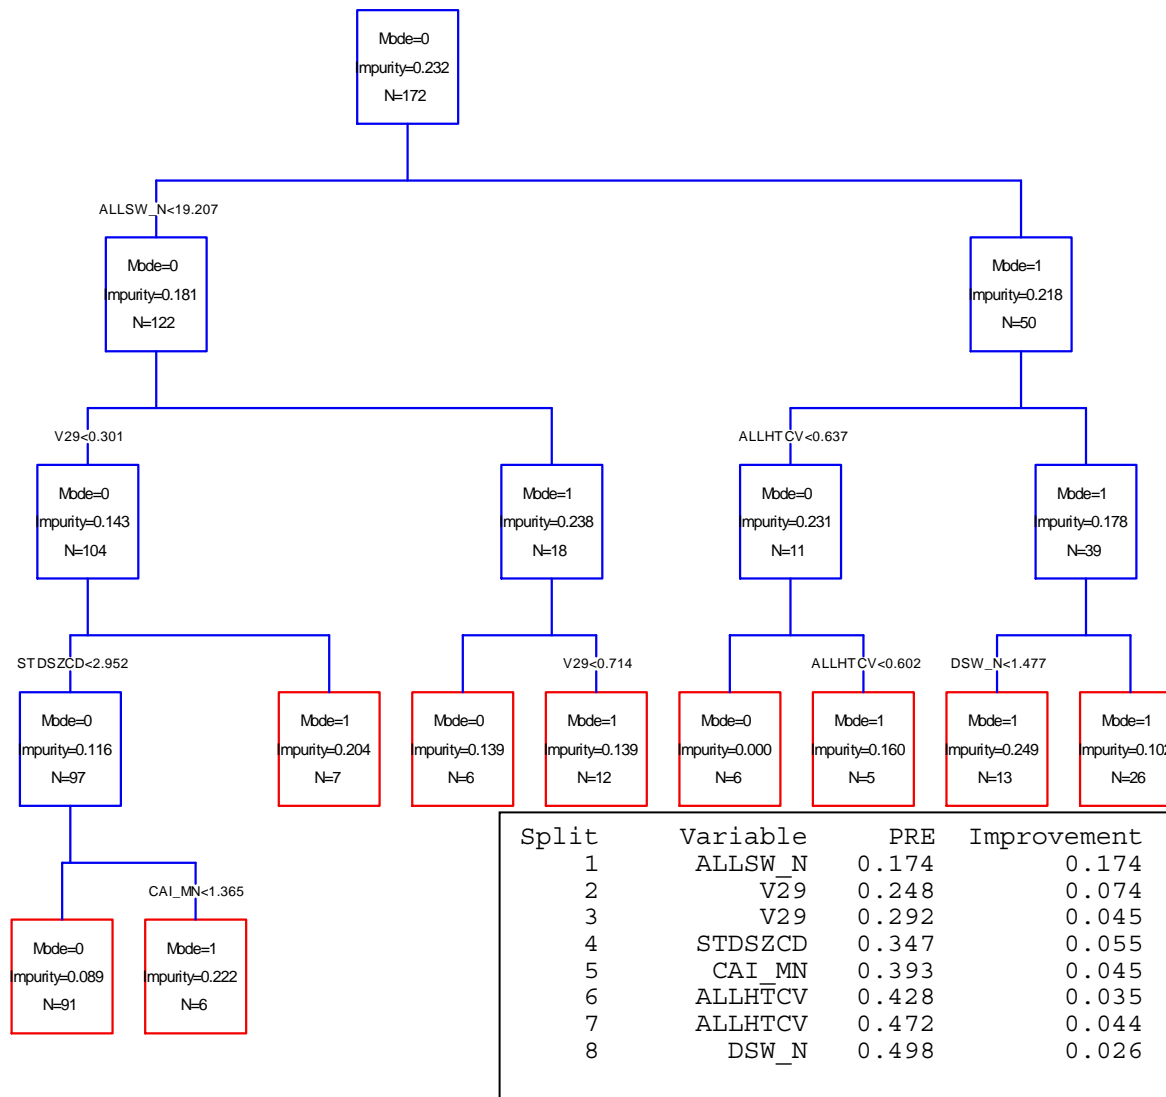 Mode=0
Impurity=0.232
N=172
ALLSW_N<19.207
Mode=0
Impurity=0.181
N=122
Mode=1
Impurity=0.218
N=50
V29<0.301
ALLHTCV<0.637
Mode=0
Impurity=0.143
N=104
Mode=1
Impurity=0.238
N=18
Mode=0
Impurity=0.231
N=11
Mode=1
Impurity=0.178
N=39
STDSZCD<2.952
V29<0.714
ALLHTCV<0.602
DSW_N<1.477
Mode=0
Impurity=0.116
N=97
Mode=1
Impurity=0.204
N=7
Mode=0
Impurity=0.139
N=6
Mode=1
Impurity=0.139
N=12
Mode=0
Impurity=0.000
N=6
Mode=1
Impurity=0.160
N=5
Mode=1
Impurity=0.249
N=13
Mode=1
Impurity=0.102
N=26
CAI_MN<1.365
Mode=0
Impurity=0.089
N=91
Mode=1
Impurity=0.222
N=6
Split Variable PRE Improvement
1 ALLSW_N 0.174 0.174
2 V29 0.248 0.074
3 V29 0.292 0.045
4 STDSZCD 0.347 0.055
5 CAI_MN 0.393 0.045
6 ALLHTCV 0.428 0.035
7 ALLHTCV 0.472 0.044
8 DSW_N 0.498 0.026